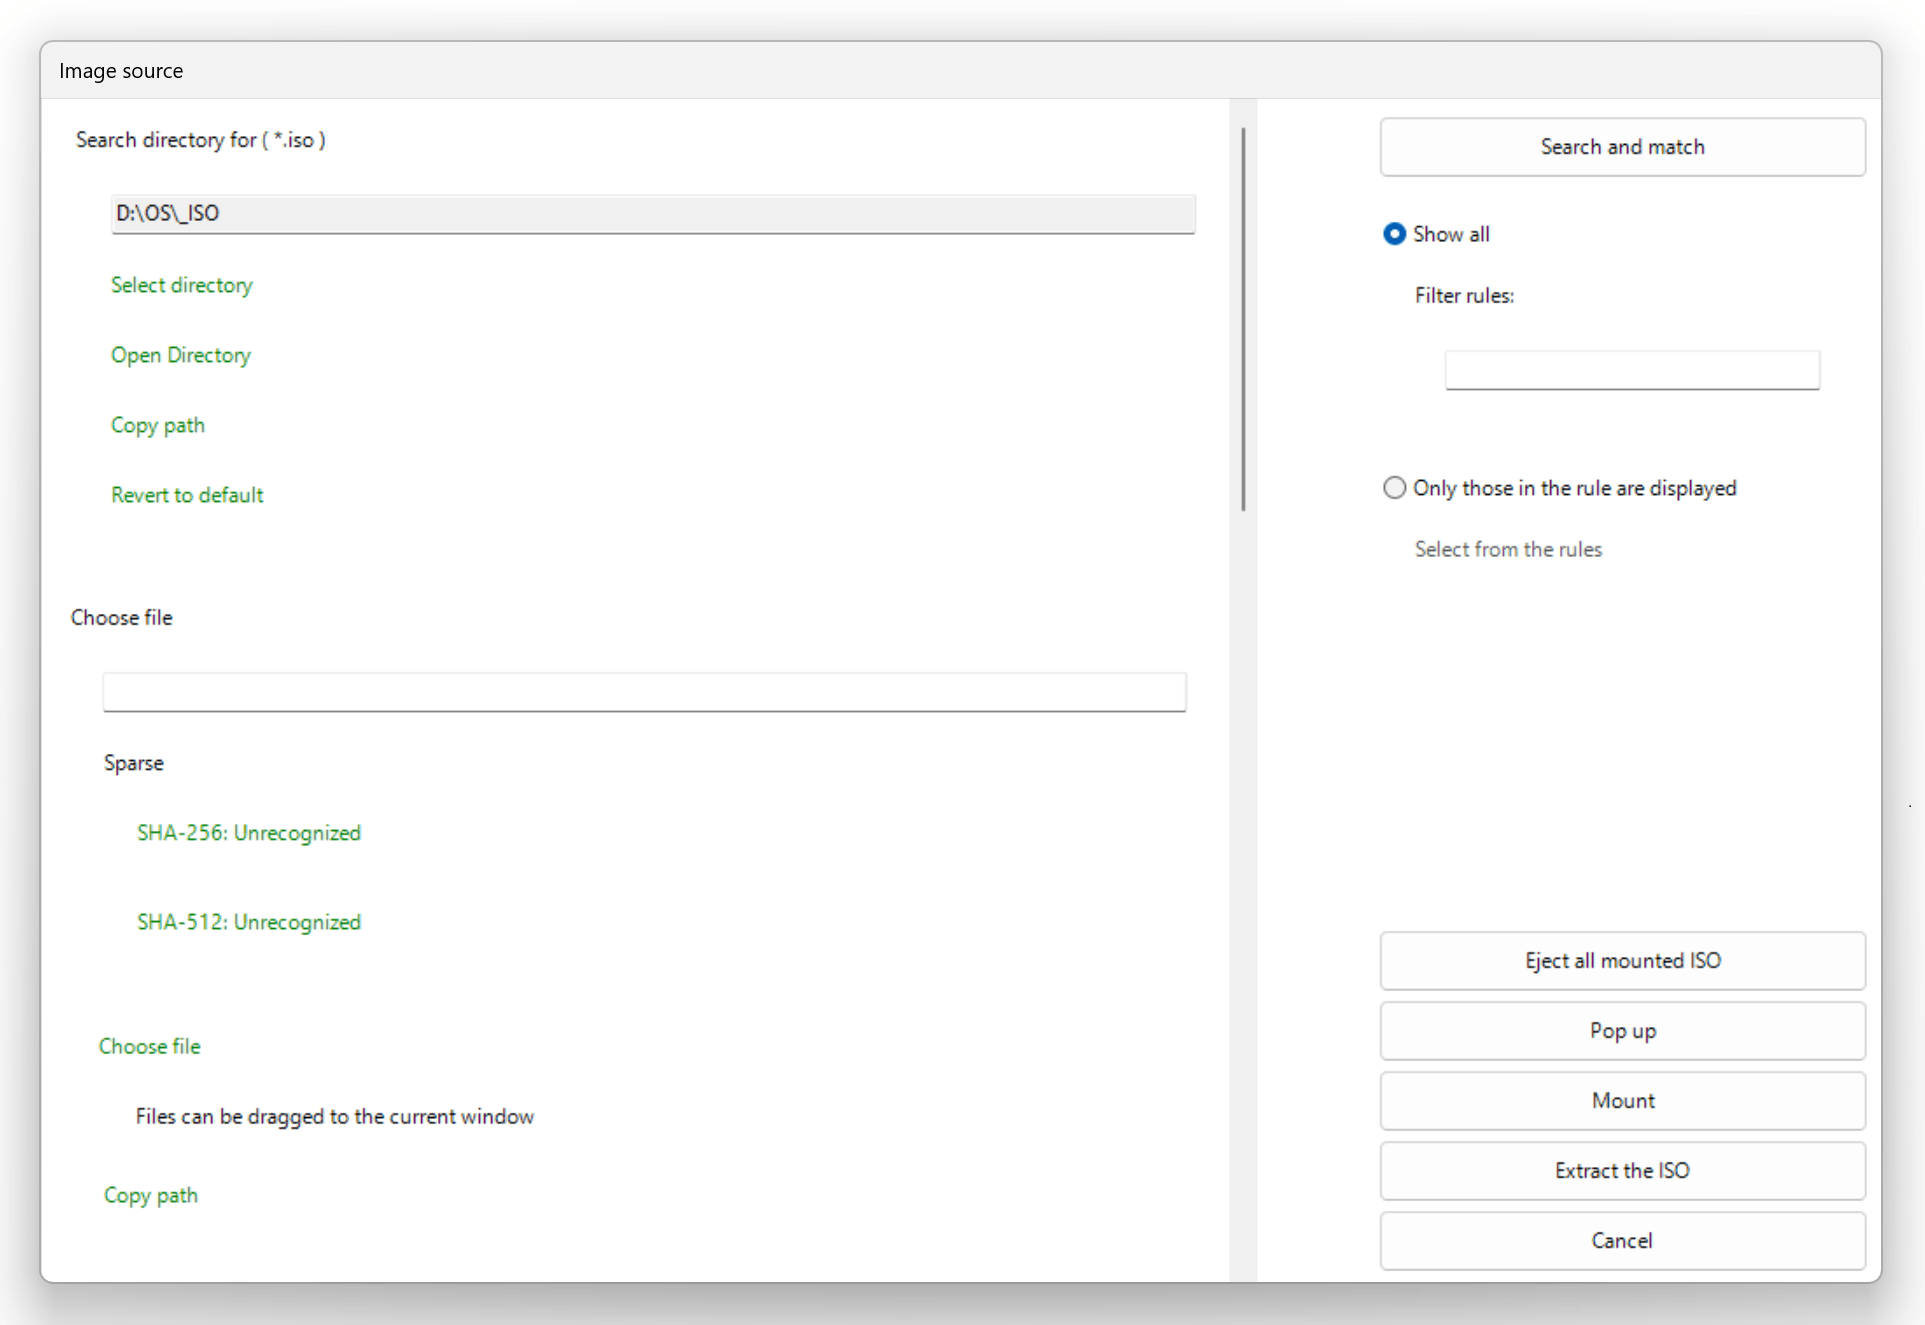 Image source
Search directory for ( *.iso )
D:\OS\_ISO
Select directory
Open Directory
Copy path
Revert to default
Choose file
Sparse
SHA-256: Unrecognized
SHA-512: Unrecognized
Choose file
Files can be dragged to the current window
Copy path
Search and match
Show all
Filter rules:
Only those in the rule are displayed
Select from the rules
Eject all mounted ISO
Pop up
Mount
Extract the ISO
Cancel